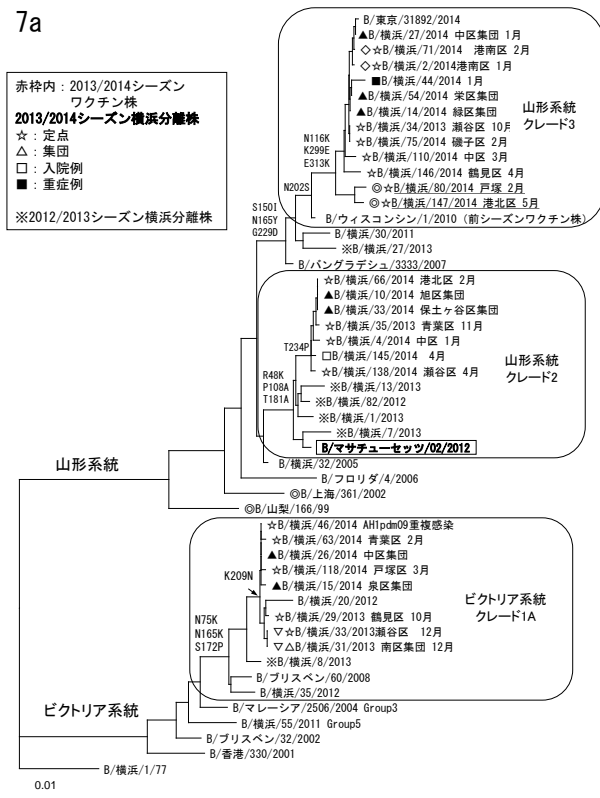 7a
赤枠内：2013/2014シーズン
ワクチン株
2013/2014シーズン横浜分離株
☆：定点
△：集団
□：入院例
■：重症例
※2012/2013シーズン横浜分離株
B/東京/31892/2014
▲B/横浜/27/2014 中区集団 1月
◇☆B/横浜/71/2014 港南区 2月
◇☆B/横浜/2/2014港南区 1月
■B/横浜/44/2014 1月
▲B/横浜/54/2014 栄区集団
▲B/横浜/14/2014 緑区集団
☆B/横浜/34/2013 瀬谷区 10月
☆B/横浜/75/2014 磯子区 2月
☆B/横浜/110/2014 中区 3月
☆B/横浜/146/2014 鶴見区 4月
◎☆B/横浜/80/2014 戸塚 2月
◎☆B/横浜/147/2014 港北区 5月
B/ウィスコンシン/1/2010 (前シーズンワクチン株)
山形系統
クレード3
N116K
K299E
E313K
N202S
S150I
N165Y
G229D
B/横浜/30/2011
※B/横浜/27/2013
B/バングラデシュ/3333/2007
☆B/横浜/66/2014 港北区 2月
▲B/横浜/10/2014 旭区集団
▲B/横浜/33/2014 保土ヶ谷区集団
☆B/横浜/35/2013 青葉区 11月
☆B/横浜/4/2014 中区 1月
□B/横浜/145/2014 4月
☆B/横浜/138/2014 瀬谷区 4月
※B/横浜/13/2013
※B/横浜/82/2012
※B/横浜/1/2013
※B/横浜/7/2013
B/マサチューセッツ/02/2012
山形系統
クレード2
T234P
R48K
P108A
T181A
B/横浜/32/2005
B/フロリダ/4/2006
◎B/上海/361/2002
◎B/山梨/166/99
山形系統
☆B/横浜/46/2014 AH1pdm09重複感染
☆B/横浜/63/2014 青葉区 2月
▲B/横浜/26/2014 中区集団
☆B/横浜/118/2014 戸塚区 3月
▲B/横浜/15/2014 泉区集団
B/横浜/20/2012
☆B/横浜/29/2013 鶴見区 10月
▽☆B/横浜/33/2013瀬谷区 12月
▽△B/横浜/31/2013 南区集団 12月
※B/横浜/8/2013
B/ブリスベン/60/2008
B/横浜/35/2012
ビクトリア系統
クレード1A
K209N
N75K
N165K
S172P
B/マレーシア/2506/2004 Group3
B/横浜/55/2011 Group5
B/ブリスベン/32/2002
B/香港/330/2001
ビクトリア系統
B/横浜/1/77
0.01